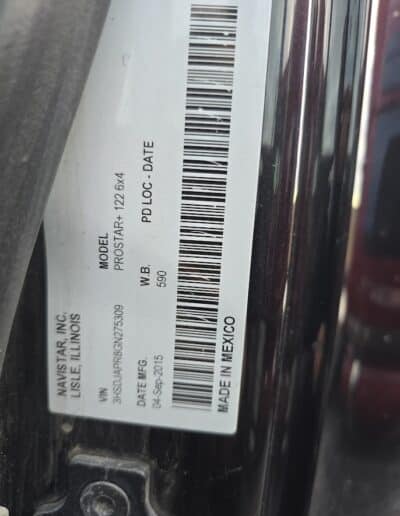 NAVISTAR, INC.
LISLE, ILLINOIS
VIN MODEL
3HSDJAPR8GN275309 PROSTAR+ 122 6x4
DATE MFG. W.B. PD LOC - DATE
04-Sep-2015 590
MADE IN MEXICO